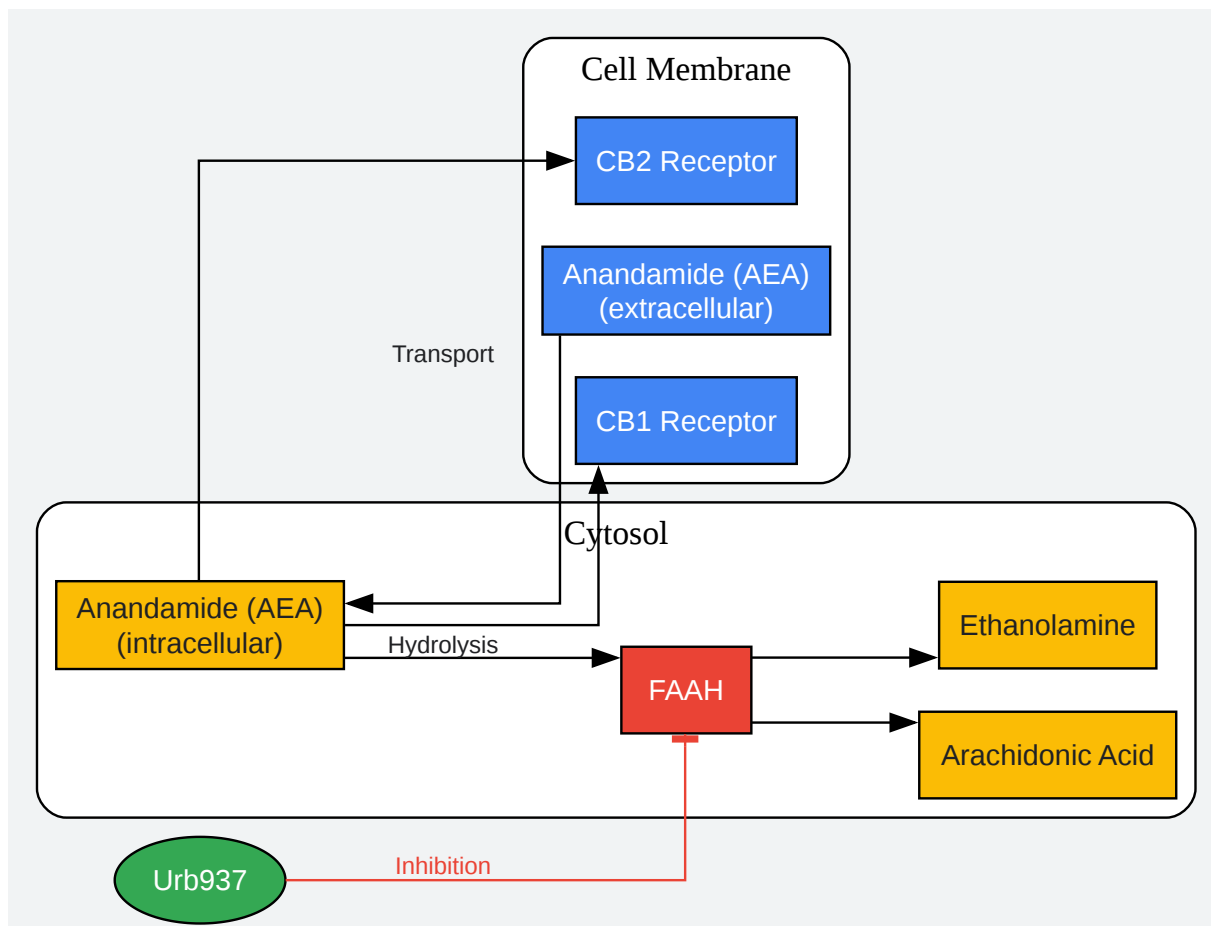 Cell Membrane
CB2 Receptor
Anandamide (AEA)
(extracellular)
Transport
CB1 Receptor
Cytosol
Anandamide (AEA)
(intracellular)
Hydrolysis
FAAH
Ethanolamine
Arachidonic Acid
Inhibition
Urb937